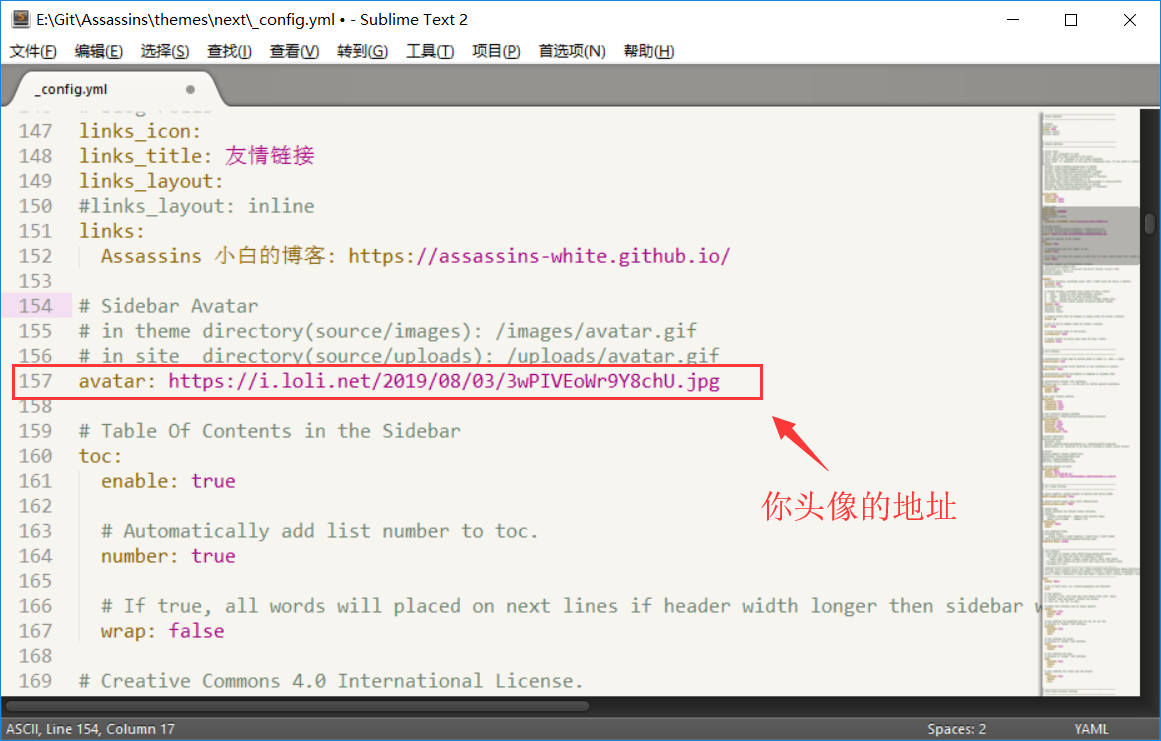 E:\Git\Assassins\themes\next\_config.yml • - Sublime Text 2
文件(F) 编辑(E) 选择(S) 查找(I) 查看(V) 转到(G) 工具(T) 项目(P) 首选项(N) 帮助(H)
_config.yml
147 links_icon:
148 links_title: 友情链接
149 links_layout:
150 #links_layout: inline
151 links:
152 Assassins 小白的博客: https://assassins-white.github.io/
153
154 # Sidebar Avatar
155 # in theme directory(source/images): /images/avatar.gif
156 # in site  directory(source/uploads): /uploads/avatar.gif
157 avatar: https://i.loli.net/2019/08/03/3wPIVEoWr9Y8chU.jpg
158
你头像的地址
159 # Table Of Contents in the Sidebar
160 toc:
161 enable: true
162
163 # Automatically add list number to toc.
164 number: true
165
166 # If true, all words will placed on next lines if header width longer then sidebar w
167 wrap: false
168
169 # Creative Commons 4.0 International License.
ASCII, Line 154, Column 17
Spaces: 2
YAML